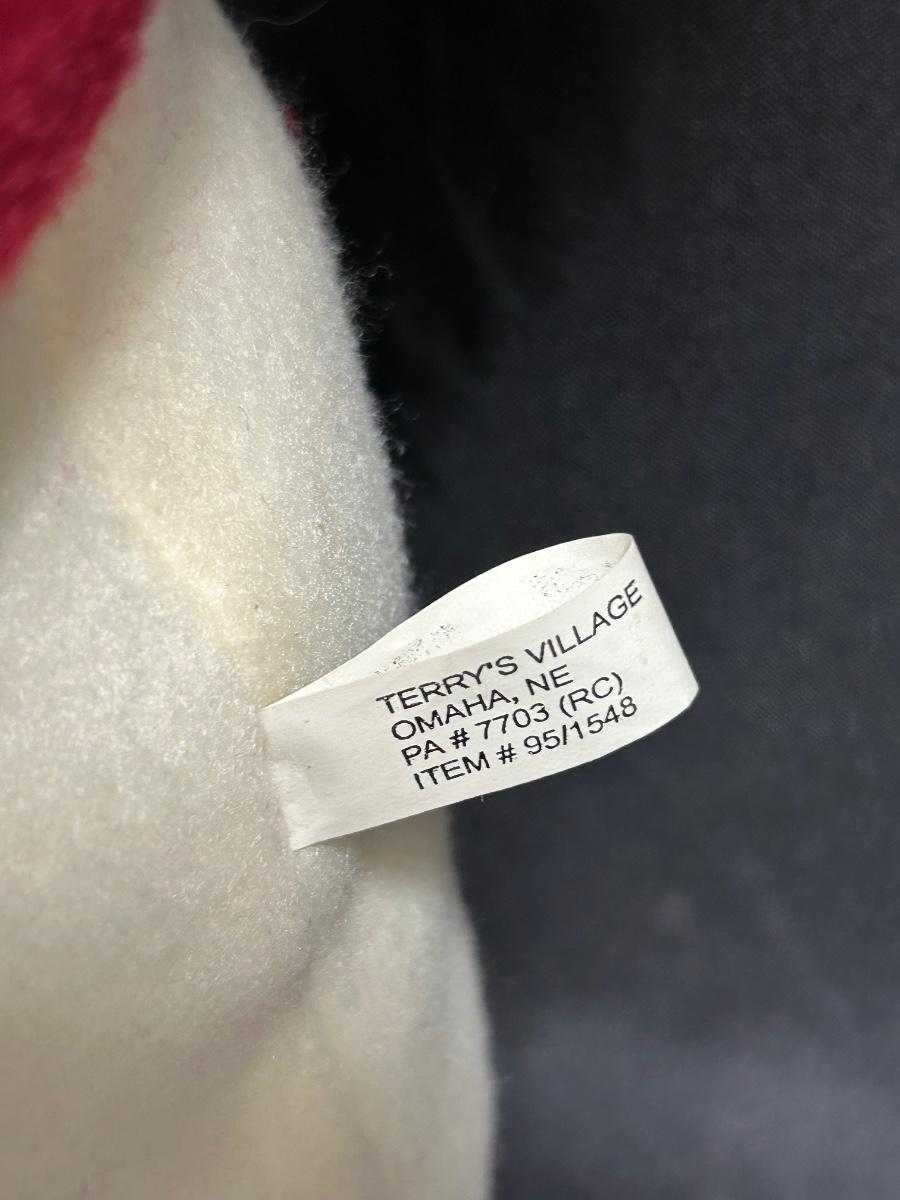 TERRY'S VILLAGE
OMAHA, NE
PA # 7703 (RC)
ITEM # 95/1548